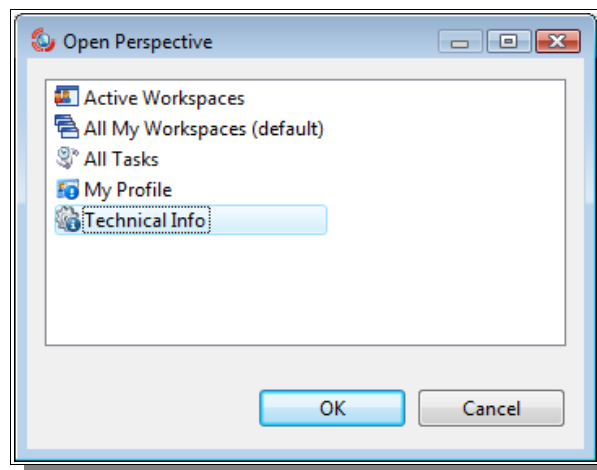 Open Perspective
Active Workspaces
All My Workspaces (default)
All Tasks
My Profile
Technical Info
OK
Cancel